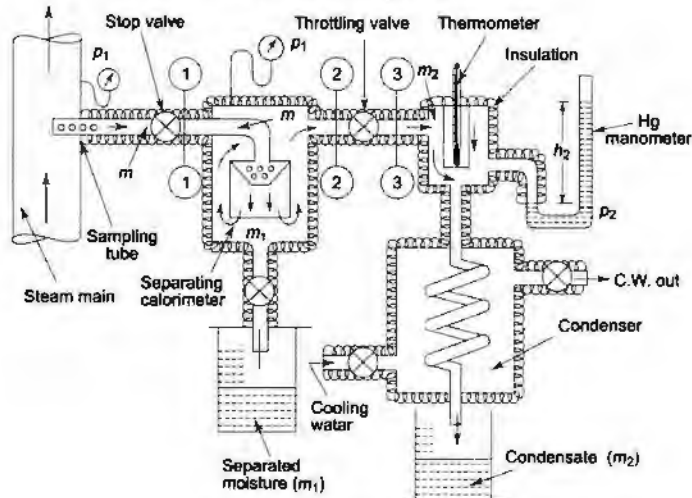 Stop valve
Throttling valve
Thermometer
Insulation
p1
p1
1
2
3
m2
m
Hg
manometer
h2
m
1
2
3
p2
m1
Sampling
tube
Separating
calorimeter
Steam main
C.W. out
Condenser
Cooling
watar
Separated
moisture (m1)
Condensate (m2)